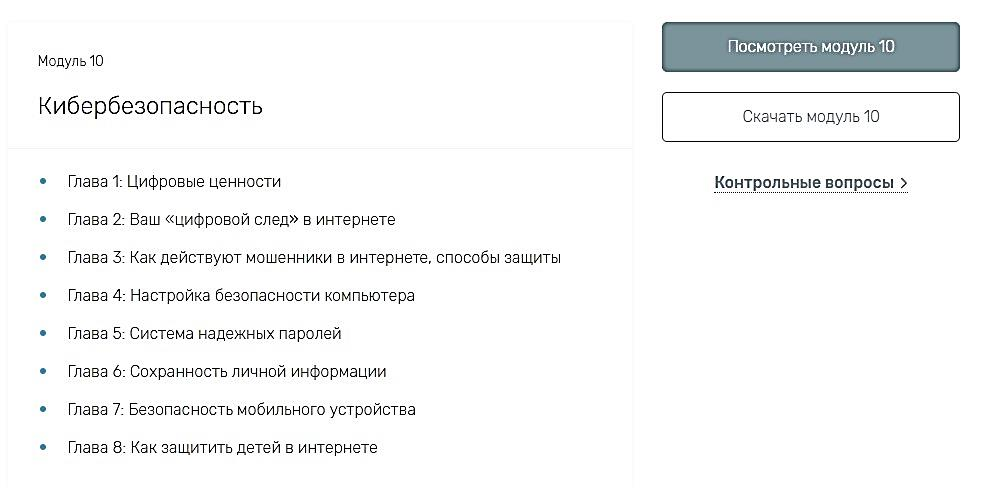 Модуль 10
Кибербезопасность
Глава 1: Цифровые ценности
Глава 2: Ваш «цифровой след» в интернете
Глава 3: Как действуют мошенники в интернете, способы защиты
Глава 4: Настройка безопасности компьютера
Глава 5: Система надежных паролей
Глава 6: Сохранность личной информации
Глава 7: Безопасность мобильного устройства
Глава 8: Как защитить детей в интернете
Посмотреть модуль 10
Скачать модуль 10
Контрольные вопросы >